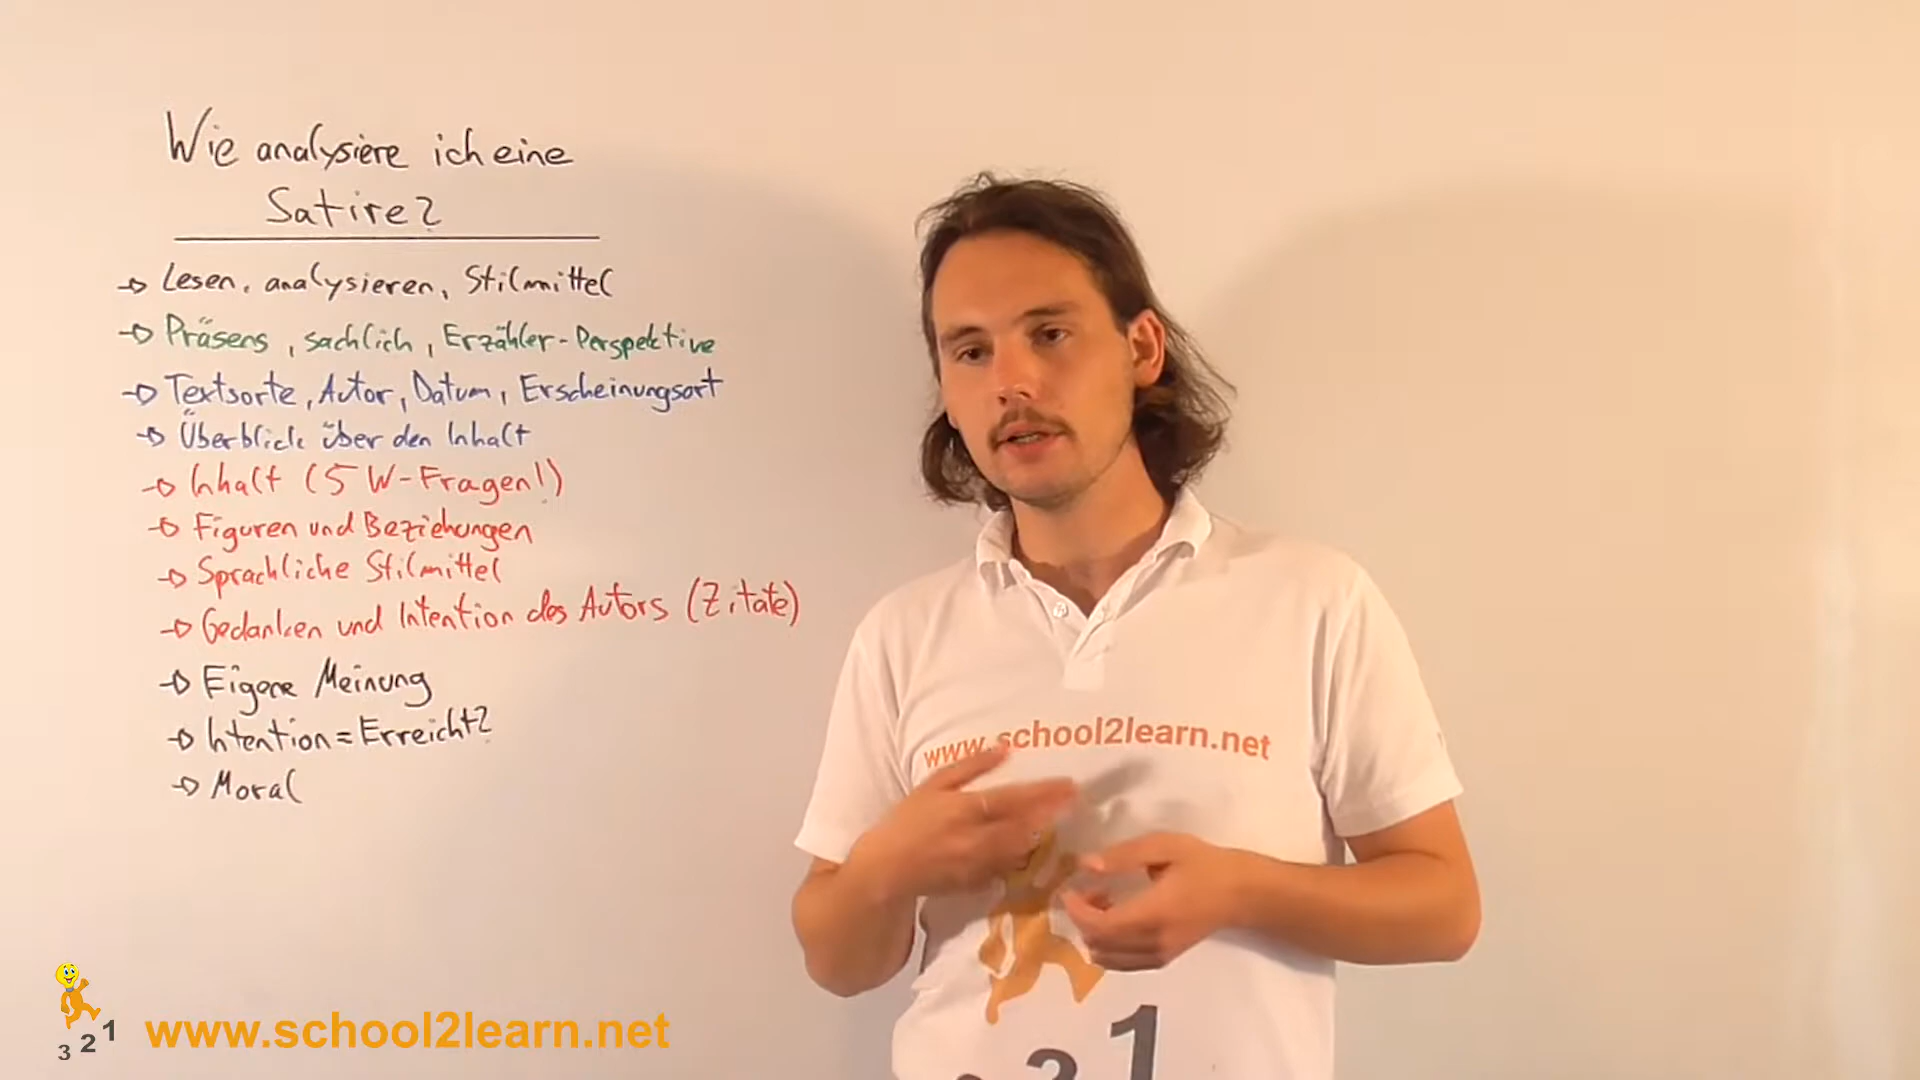 Wie analysiere ich eine
Satire?
→ Lesen, analysieren, Stilmittel
→ Präsens, sachlich, Erzähler-Perspektive
→ Textsorte, Autor, Datum, Erscheinungsort
→ Überblick über den Inhalt
→ Inhalt (5 W-Fragen!)
→ Figuren und Beziehungen
→ Sprachliche Stilmittel
→ Gedanken und Intention des Autors (Zitate)
→ Eigene Meinung
→ Intention = Erreicht?
→ Moral
www.school2learn.net
2 1
3 2 1
www.school2learn.net